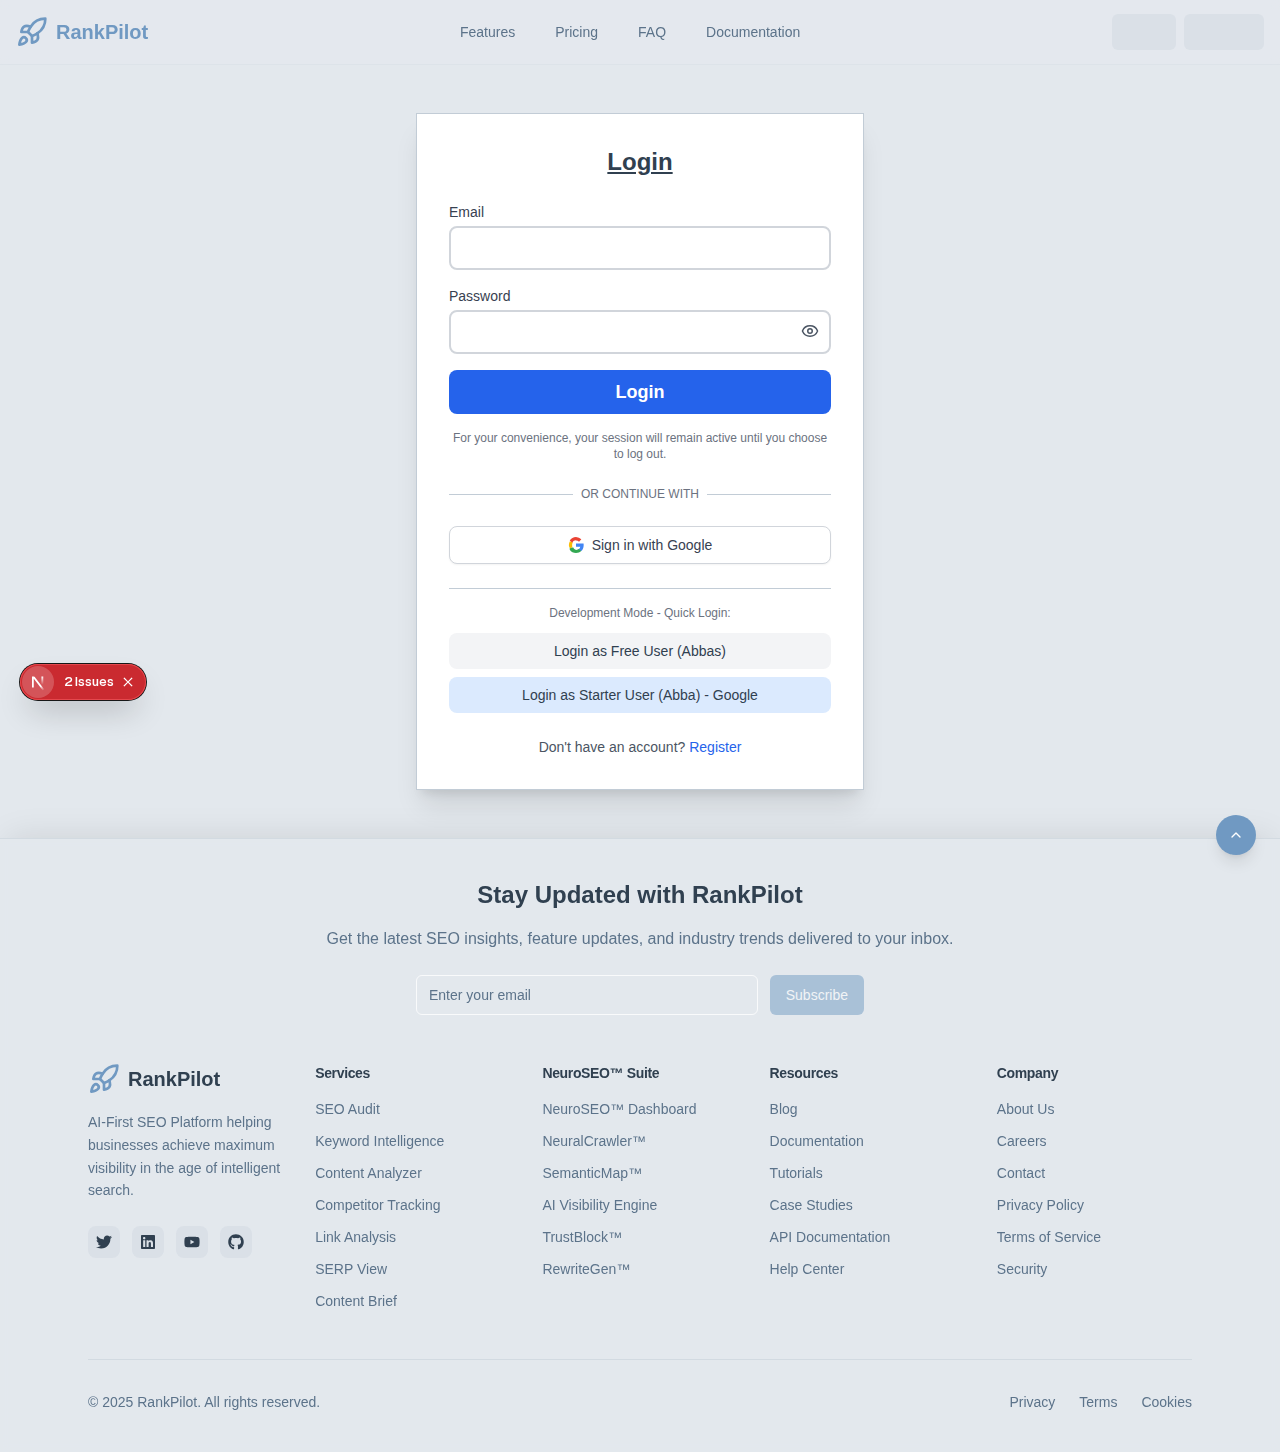 RankPilot
Features
Pricing
FAQ
Documentation
Login
Email
Password
Login
For your convenience, your session will remain active until you choose
to log out.
OR CONTINUE WITH
Sign in with Google
Development Mode - Quick Login:
Login as Free User (Abbas)
Login as Starter User (Abba) - Google
Don't have an account? Register
2 Issues
Stay Updated with RankPilot
Get the latest SEO insights, feature updates, and industry trends delivered to your inbox.
Enter your email
Subscribe
RankPilot
AI-First SEO Platform helping
businesses achieve maximum
visibility in the age of intelligent
search.
Services
SEO Audit
Keyword Intelligence
Content Analyzer
Competitor Tracking
Link Analysis
SERP View
Content Brief
NeuroSEO™ Suite
NeuroSEO™ Dashboard
NeuralCrawler™
SemanticMap™
AI Visibility Engine
TrustBlock™
RewriteGen™
Resources
Blog
Documentation
Tutorials
Case Studies
API Documentation
Help Center
Company
About Us
Careers
Contact
Privacy Policy
Terms of Service
Security
© 2025 RankPilot. All rights reserved.
Privacy
Terms
Cookies